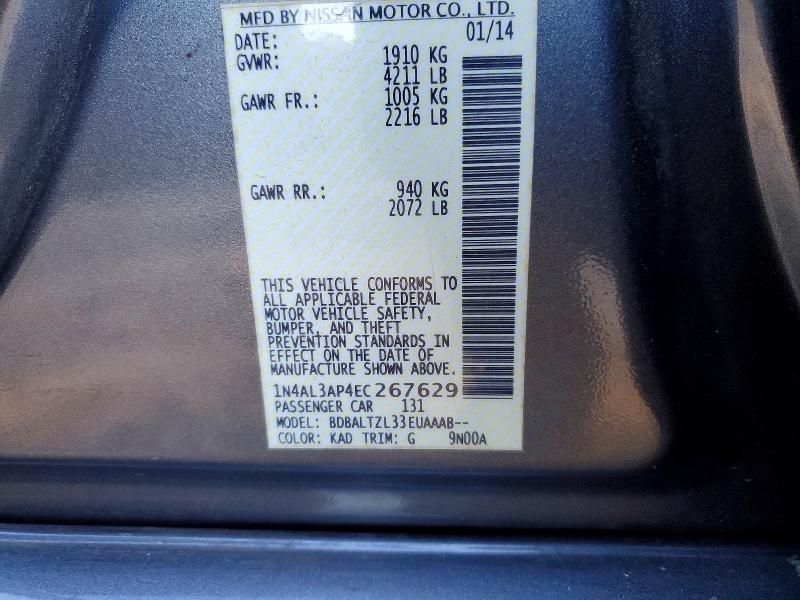 MFD BY NISSAN MOTOR CO., LTD.
DATE: 01/14
GVWR: 1910 KG
4211 LB
GAWR FR.: 1005 KG
2216 LB
GAWR RR.: 940 KG
2072 LB
THIS VEHICLE CONFORMS TO
ALL APPLICABLE FEDERAL
MOTOR VEHICLE SAFETY,
BUMPER, AND THEFT
PREVENTION STANDARDS IN
EFFECT ON THE DATE OF
MANUFACTURE SHOWN ABOVE.
1N4AL3AP4EC267629
PASSENGER CAR 131
MODEL: BDBALTZL33EUAAAB--
COLOR: KAD TRIM: G 9N00A